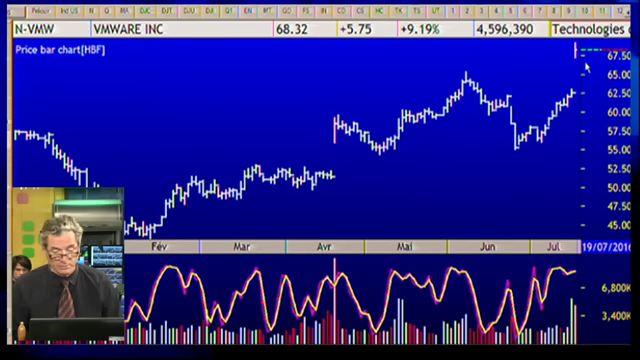 Retour
N-VMW VMWARE INC 68.32 +5.75 +9.19% 4,596,390 Technologies
Price bar chart[HBF]
67.50
65.00
62.50
60.00
57.50
55.00
52.50
50.00
47.50
45.00
Fév Mar Avr Mai Jun Jul 19/07/2016
6,800K
3,400K